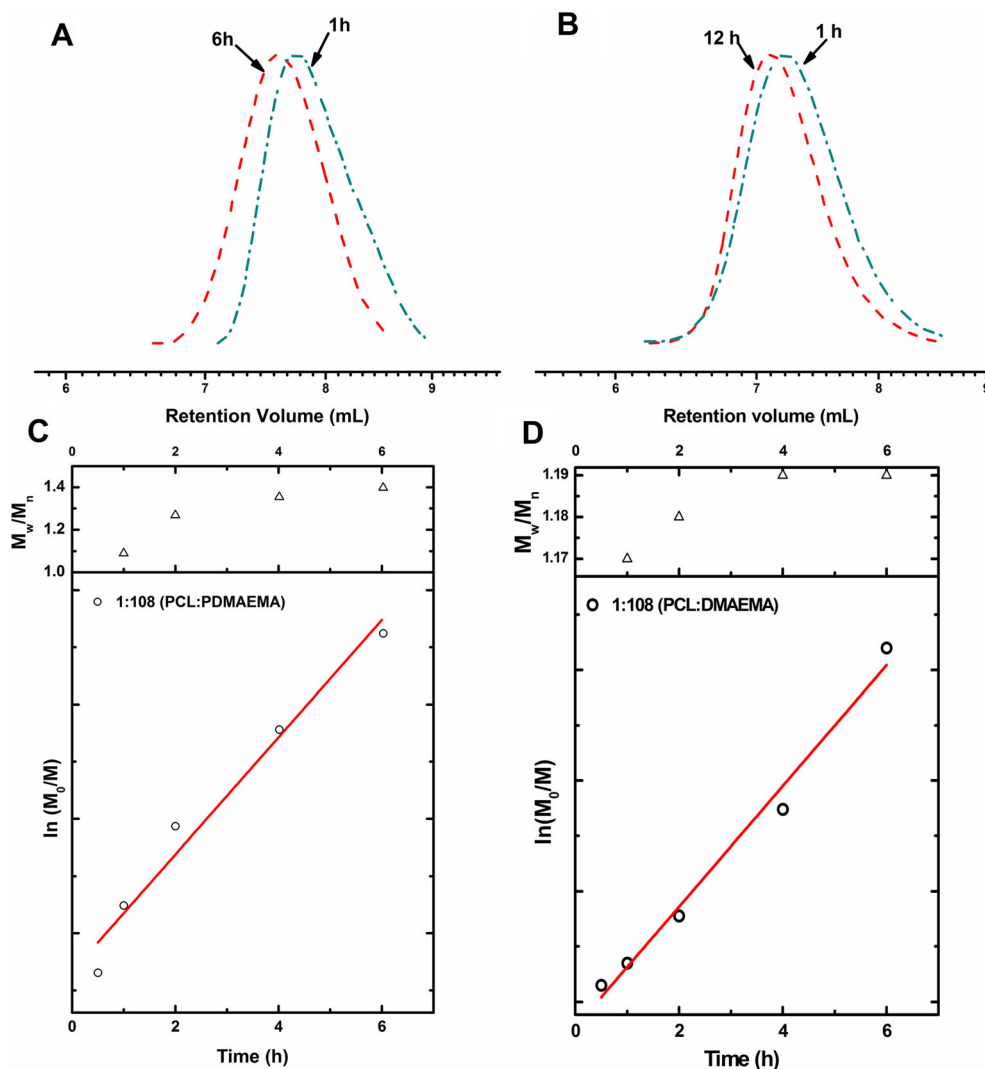 A
6h
1h
6 7 8 9
Retention Volume (mL)
B
12 h
1 h
6 7 8 9
Retention volume (mL)
C
0 2 4 6
Mw/Mn
1.4
1.2
1.0
1:108 (PCL:PDMAEMA)
ln (M0/M)
0 2 4 6
Time (h)
D
0 2 4 6
Mw/Mn
1.19
1.18
1.17
1:108 (PCL:DMAEMA)
ln(M0/M)
0 2 4 6
Time (h)